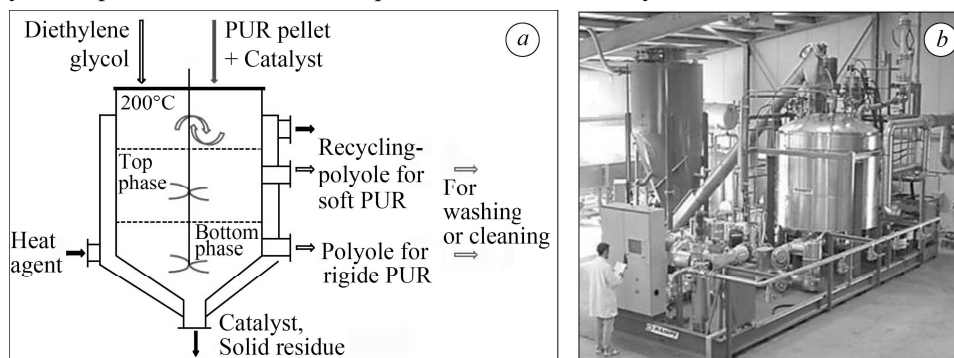 a
Diethylene
glycol
PUR pellet
+ Catalyst
200°C
Top
phase
Bottom
phase
Heat
agent
Recycling-
polyole for
soft PUR
Polyole for
rigide PUR
For
washing
or cleaning
Catalyst,
Solid residue
b
RAMPF